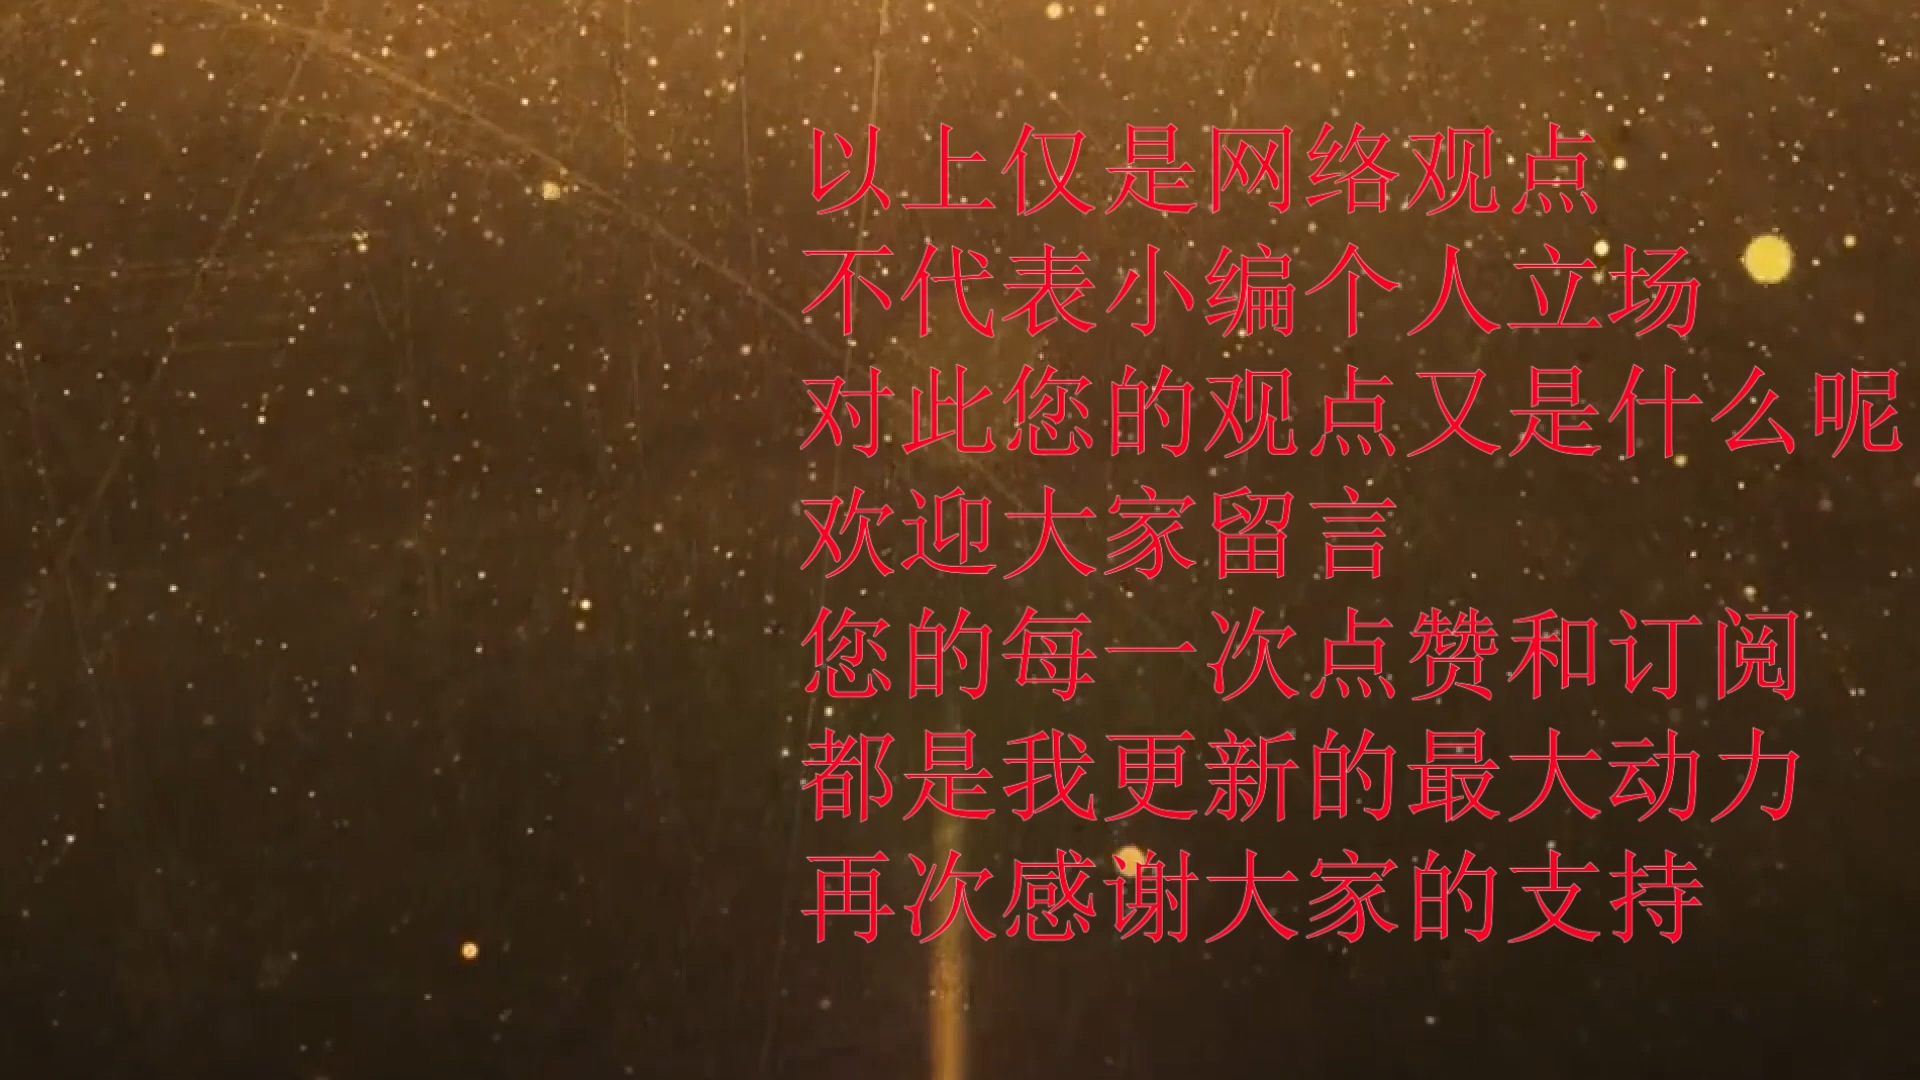 以上仅是网络观点
不代表小编个人立场
对此您的观点又是什么呢
欢迎大家留言
您的每一次点赞和订阅
都是我更新的最大动力
再次感谢大家的支持